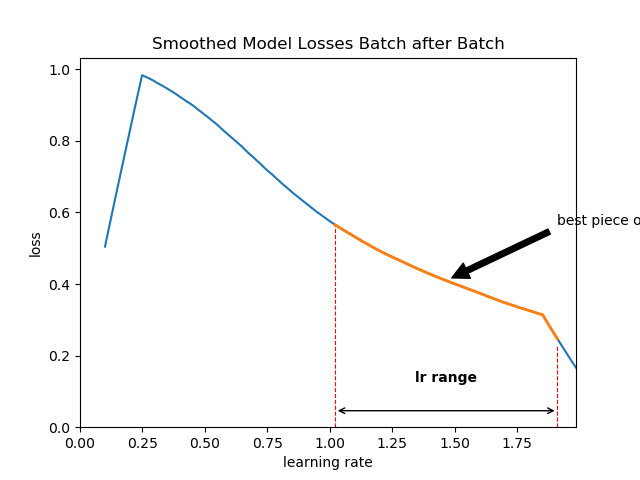 Smoothed Model Losses Batch after Batch
1.0
0.8
0.6
0.4
0.2
0.0
loss
best piece o
lr range
0.00 0.25 0.50 0.75 1.00 1.25 1.50 1.75
learning rate